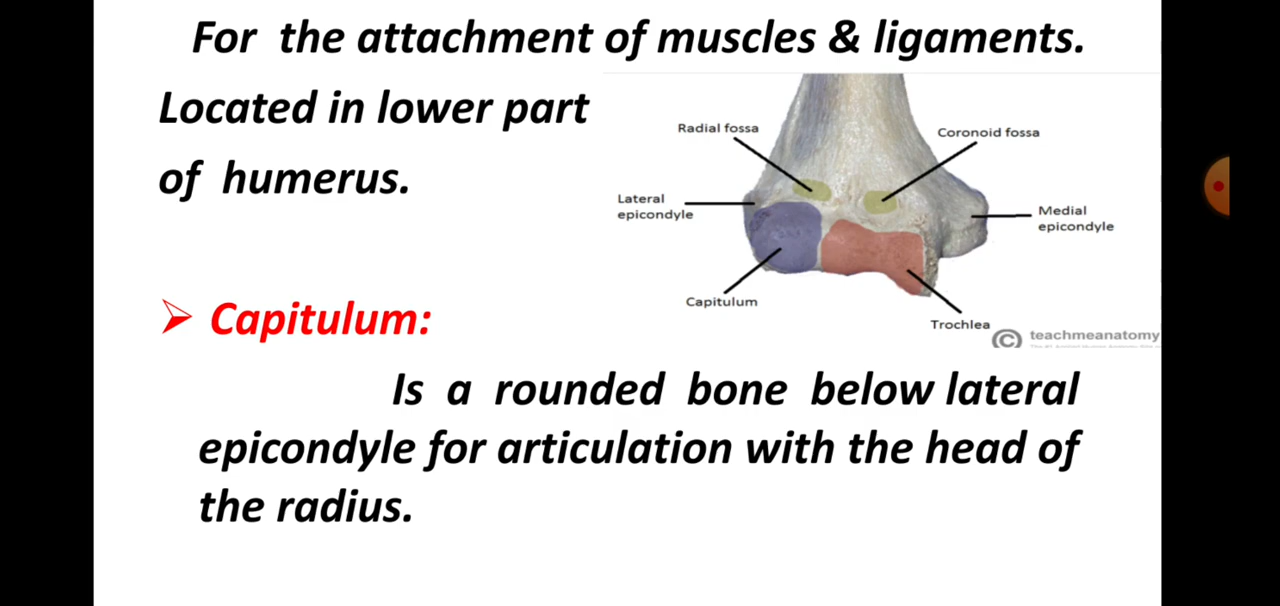 For the attachment of muscles & ligaments.
Located in lower part
of humerus.
Radial fossa
Coronoid fossa
Lateral
epicondyle
Medial
epicondyle
Capitulum
Trochlea
© teachmeanatomy
➢ Capitulum:
Is a rounded bone below lateral
epicondyle for articulation with the head of
the radius.